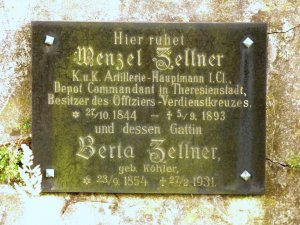 Hier ruhet
Wenzel Zellner
K.u.K. Artillerie-Hauptmann I.Cl.,
Depot Commandant in Theresienstadt,
Besitzer des Offiziers-Verdienstkreuzes.
* 27./10. 1844 — † 5./9. 1893
und dessen Gattin
Berta Zellner,
geb. Köhler,
* 23./9. 1854 — † 27./2. 1931.